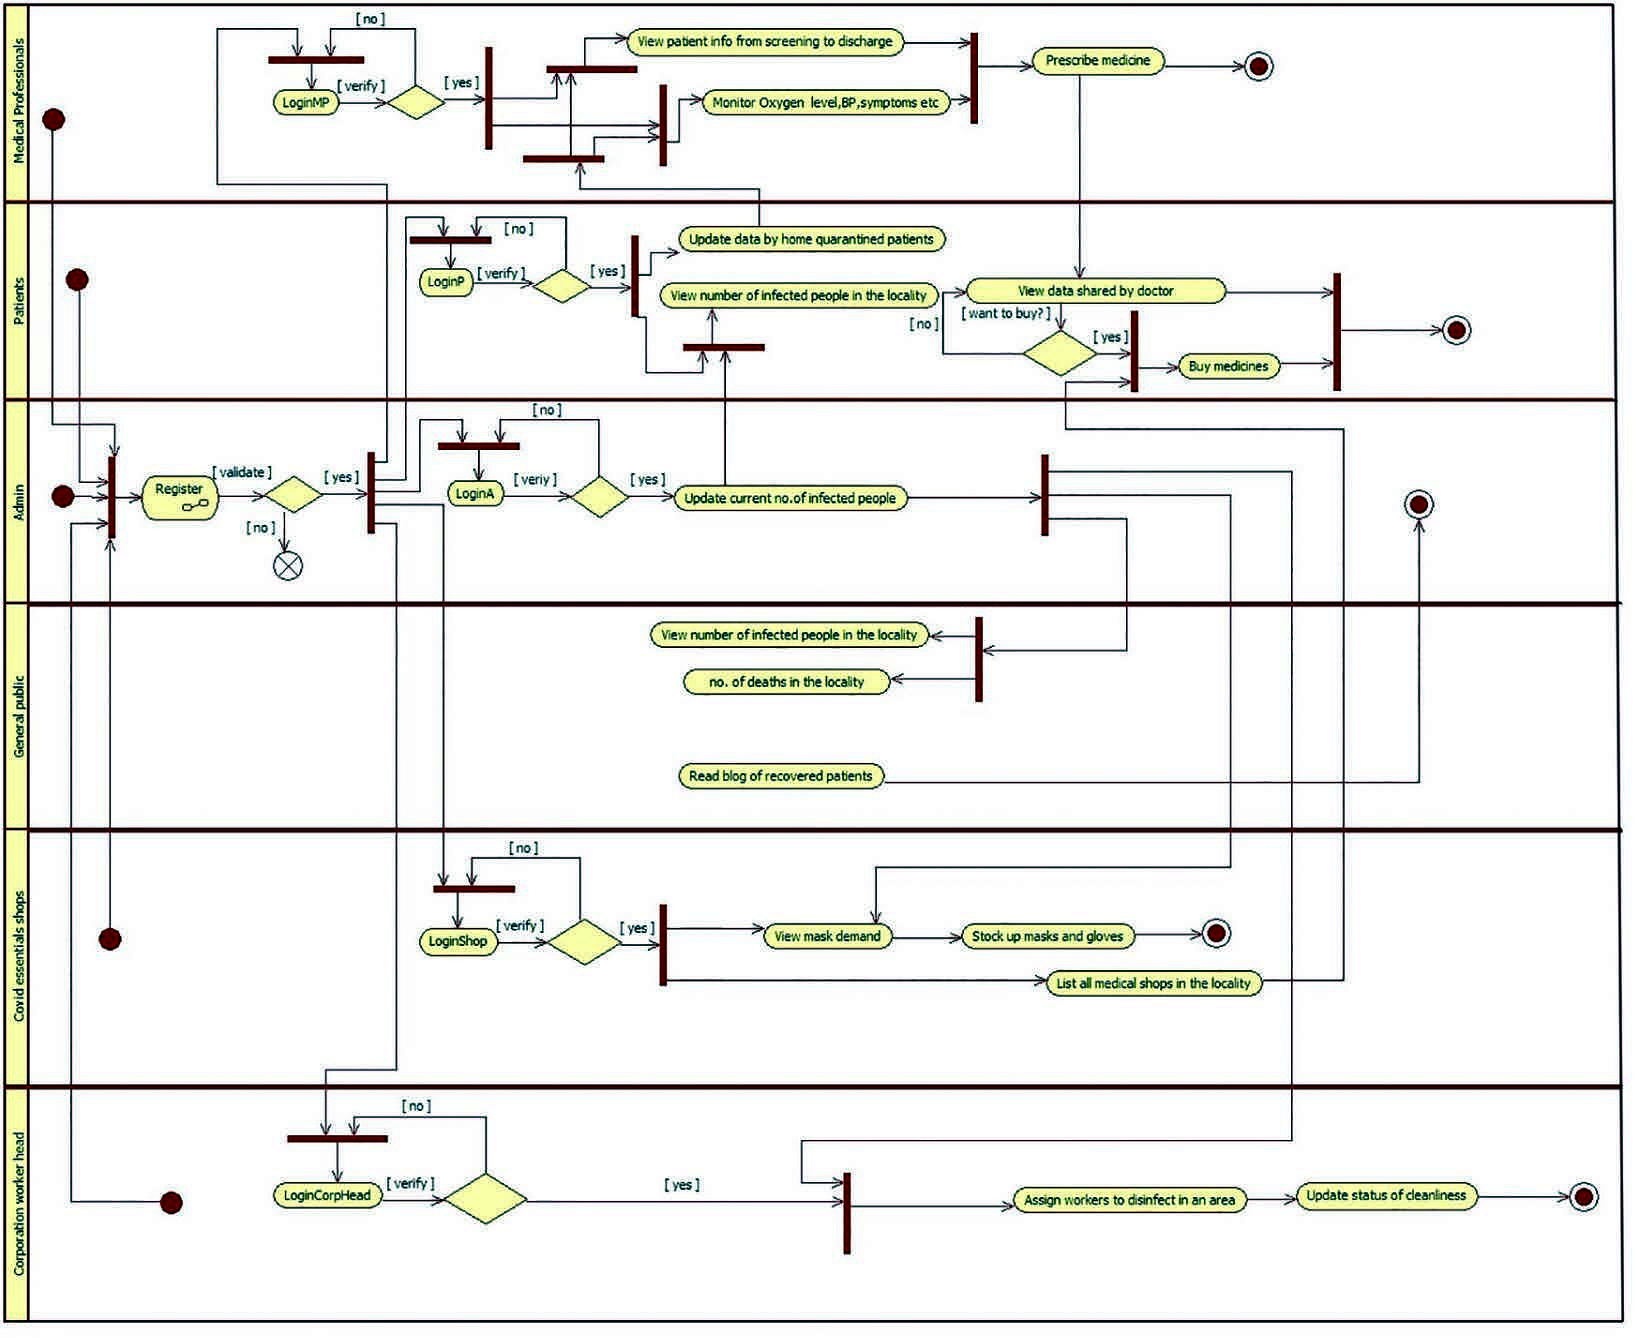 Medical Professionals
[ no ]
[ verify ]
LoginMP
[ yes ]
View patient info from screening to discharge
Monitor Oxygen level,BP,symptoms etc
Prescribe medicine
Patients
[ no ]
LoginP
[ verify ]
[ yes ]
Update data by home quarantined patients
View number of infected people in the locality
View data shared by doctor
[ want to buy? ]
[ no ]
[ yes ]
Buy medicines
Admin
Register
[ validate ]
[ no ]
[ yes ]
[ no ]
LoginA
[ veriy ]
[ yes ]
Update current no.of infected people
General public
View number of infected people in the locality
no. of deaths in the locality
Read blog of recovered patients
Covid essentials shops
[ no ]
LoginShop
[ verify ]
[ yes ]
View mask demand
Stock up masks and gloves
List all medical shops in the locality
Corporation worker head
[ no ]
LoginCorpHead
[ verify ]
[ yes ]
Assign workers to disinfect in an area
Update status of cleanliness